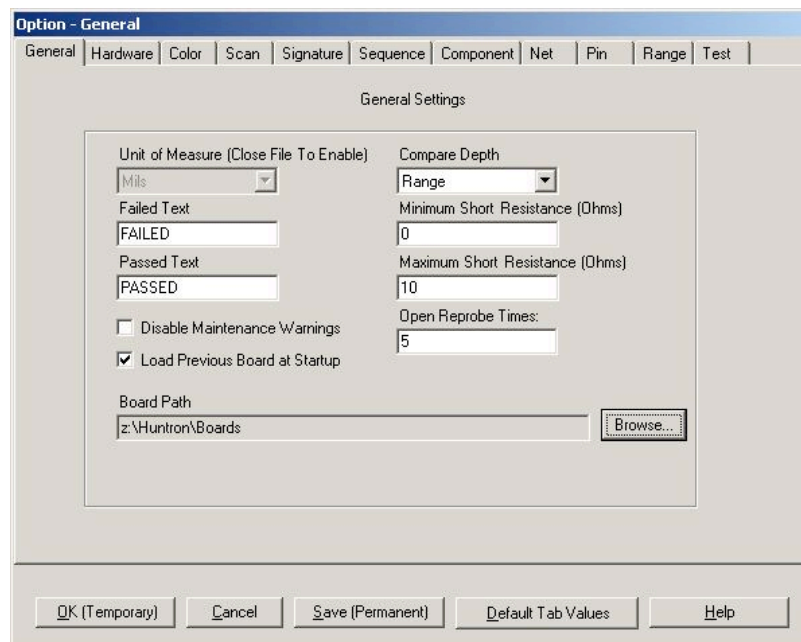 Option - General
General Hardware Color Scan Signature Sequence Component Net Pin Range Test
General Settings
Unit of Measure (Close File To Enable)
Mils
Failed Text
FAILED
Passed Text
PASSED
Disable Maintenance Warnings
Load Previous Board at Startup
Compare Depth
Range
Minimum Short Resistance (Ohms)
0
Maximum Short Resistance (Ohms)
10
Open Reprobe Times:
5
Board Path
z:\Huntron\Boards
Browse...
OK (Temporary) Cancel Save (Permanent) Default Tab Values Help